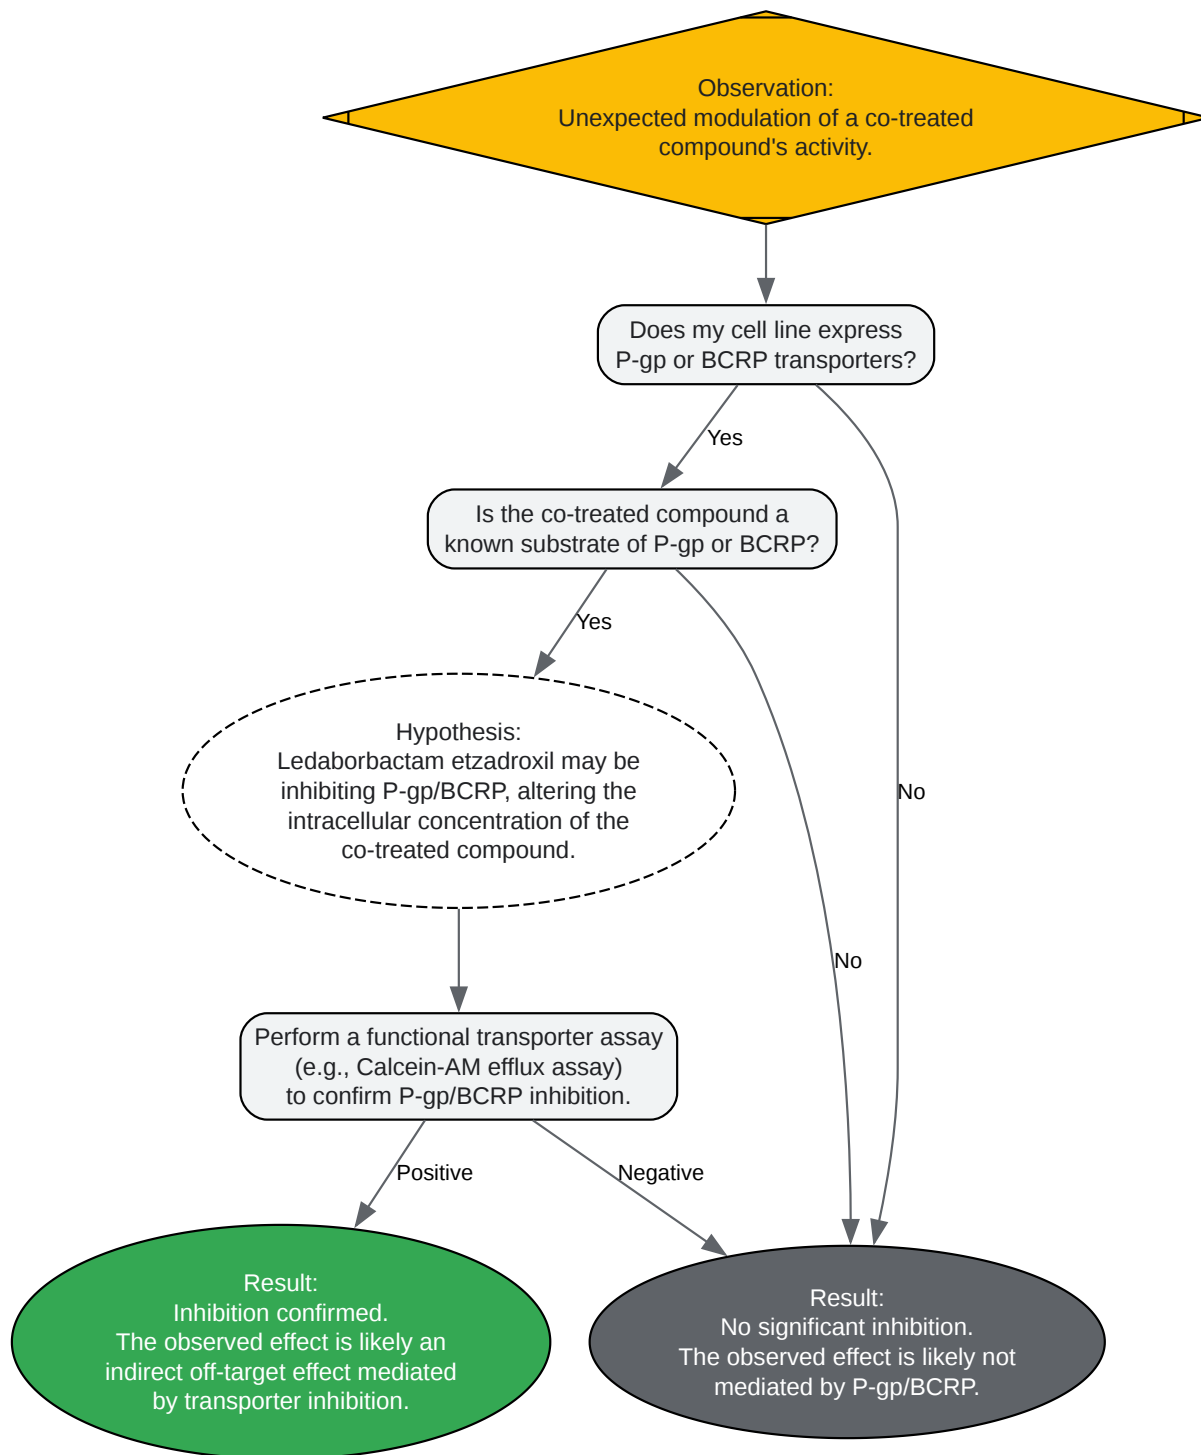 Observation:
Unexpected modulation of a co-treated
compound's activity.
Does my cell line express
P-gp or BCRP transporters?
Yes
Is the co-treated compound a
known substrate of P-gp or BCRP?
Yes
Hypothesis:
Ledaborbactam etzadroxil may be
inhibiting P-gp/BCRP, altering the
intracellular concentration of the
co-treated compound.
No
No
Perform a functional transporter assay
(e.g., Calcein-AM efflux assay)
to confirm P-gp/BCRP inhibition.
Positive
Negative
Result:
Inhibition confirmed.
The observed effect is likely an
indirect off-target effect mediated
by transporter inhibition.
Result:
No significant inhibition.
The observed effect is likely not
mediated by P-gp/BCRP.